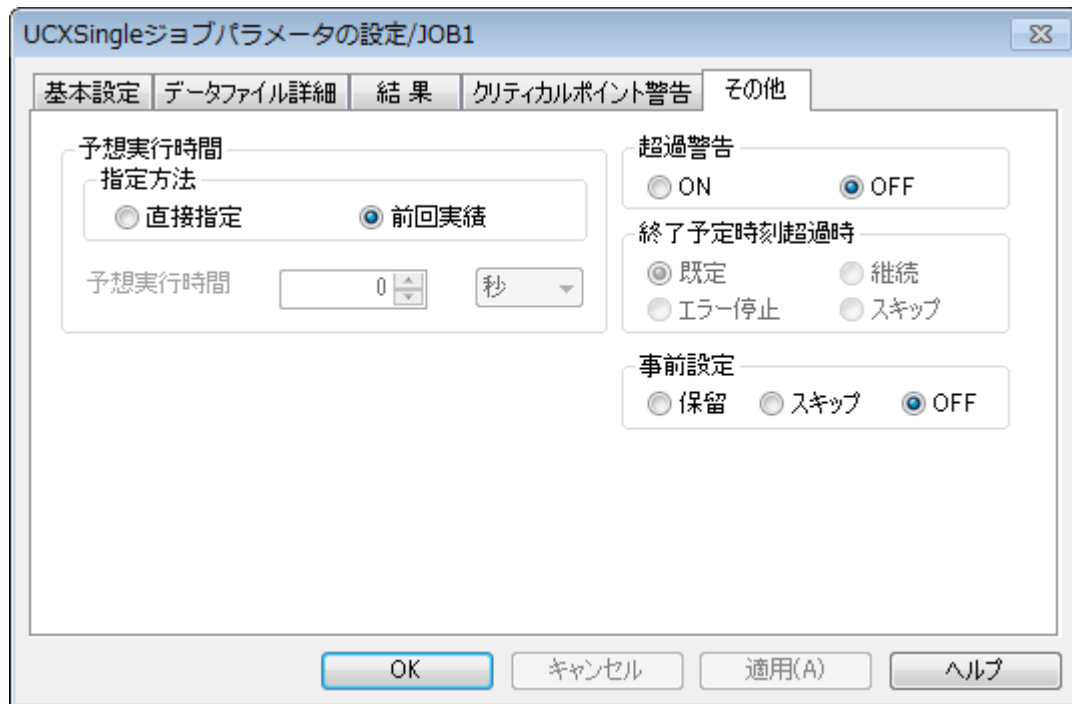 UCXSingleジョブパラメータの設定/JOB1
基本設定 データファイル詳細 結果 クリティカルポイント警告 その他
予想実行時間
指定方法
直接指定 前回実績
予想実行時間 0 秒
超過警告
ON OFF
終了予定時刻超過時
既定 継続
エラー停止 スキップ
事前設定
保留 スキップ OFF
OK キャンセル 適用(A) ヘルプ